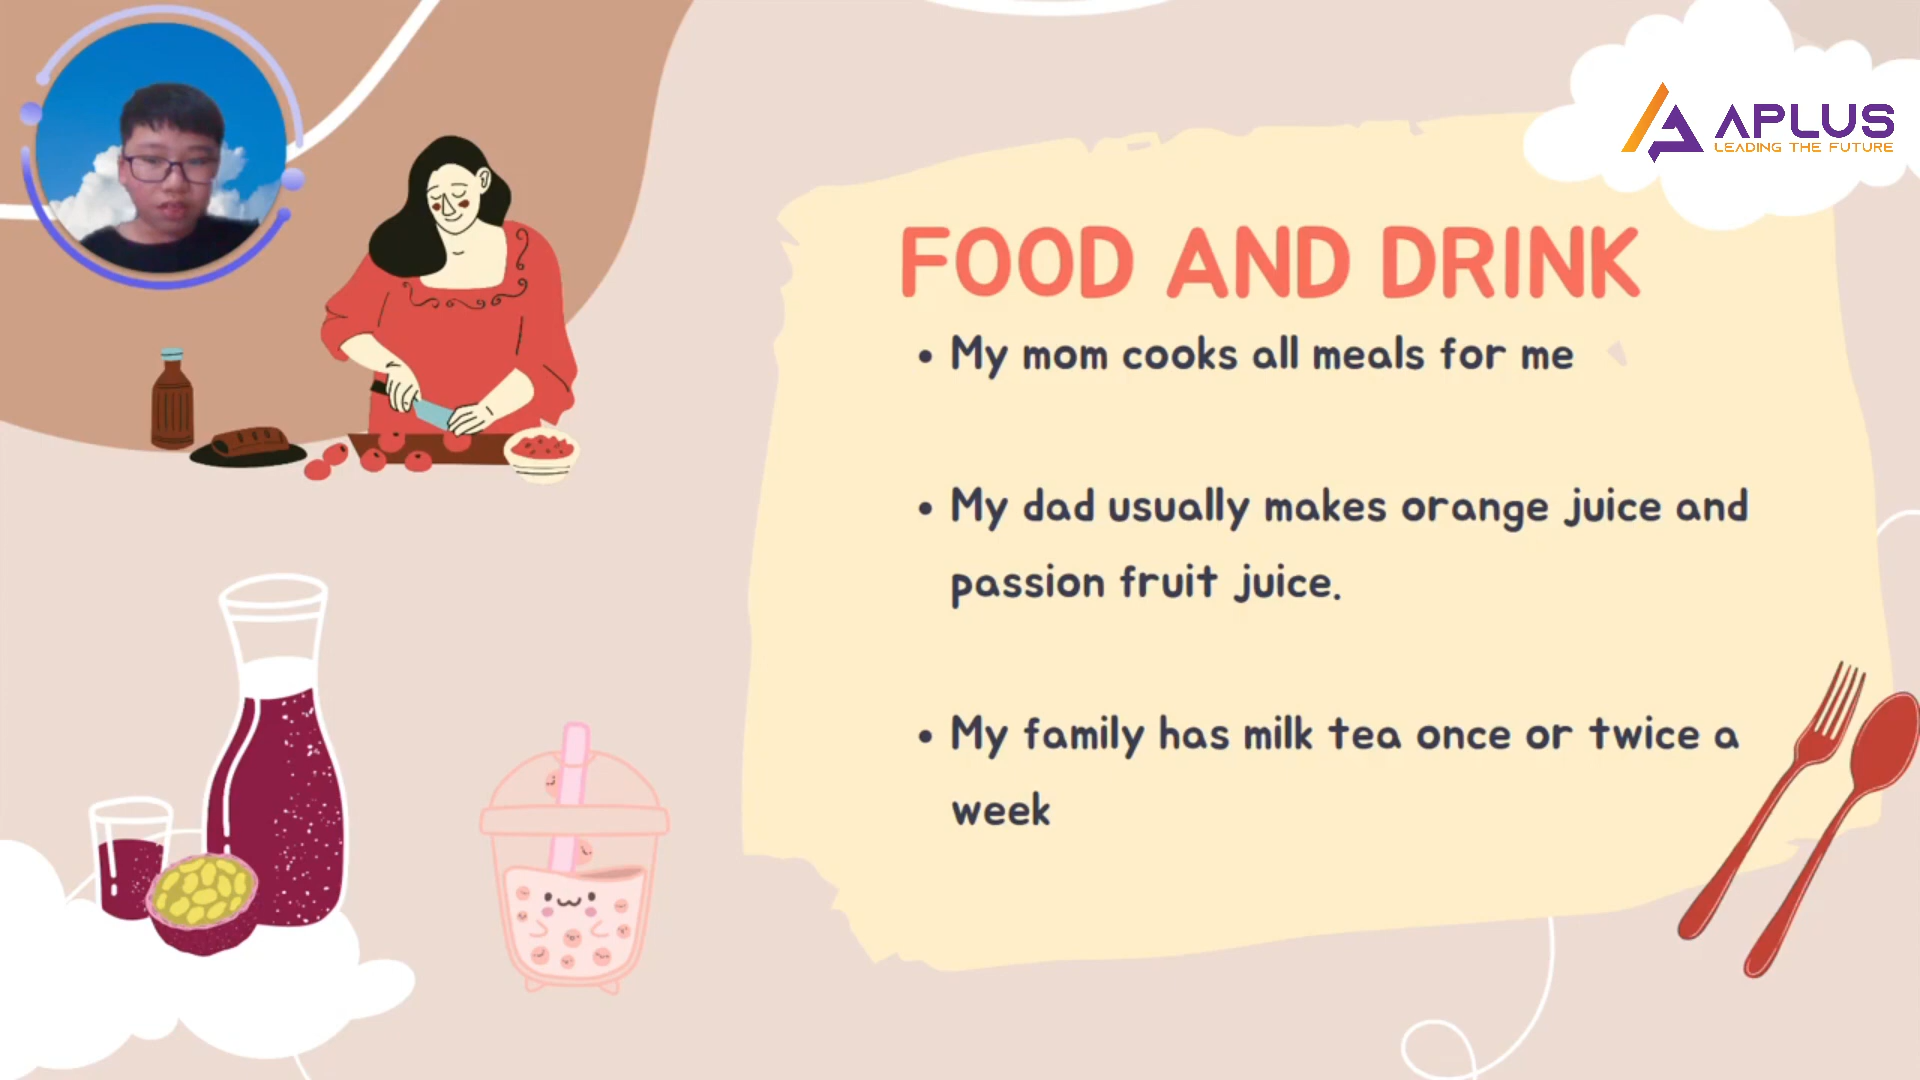 APLUS
LEADING THE FUTURE
FOOD AND DRINK
• My mom cooks all meals for me
• My dad usually makes orange juice and
passion fruit juice.
• My family has milk tea once or twice a
week